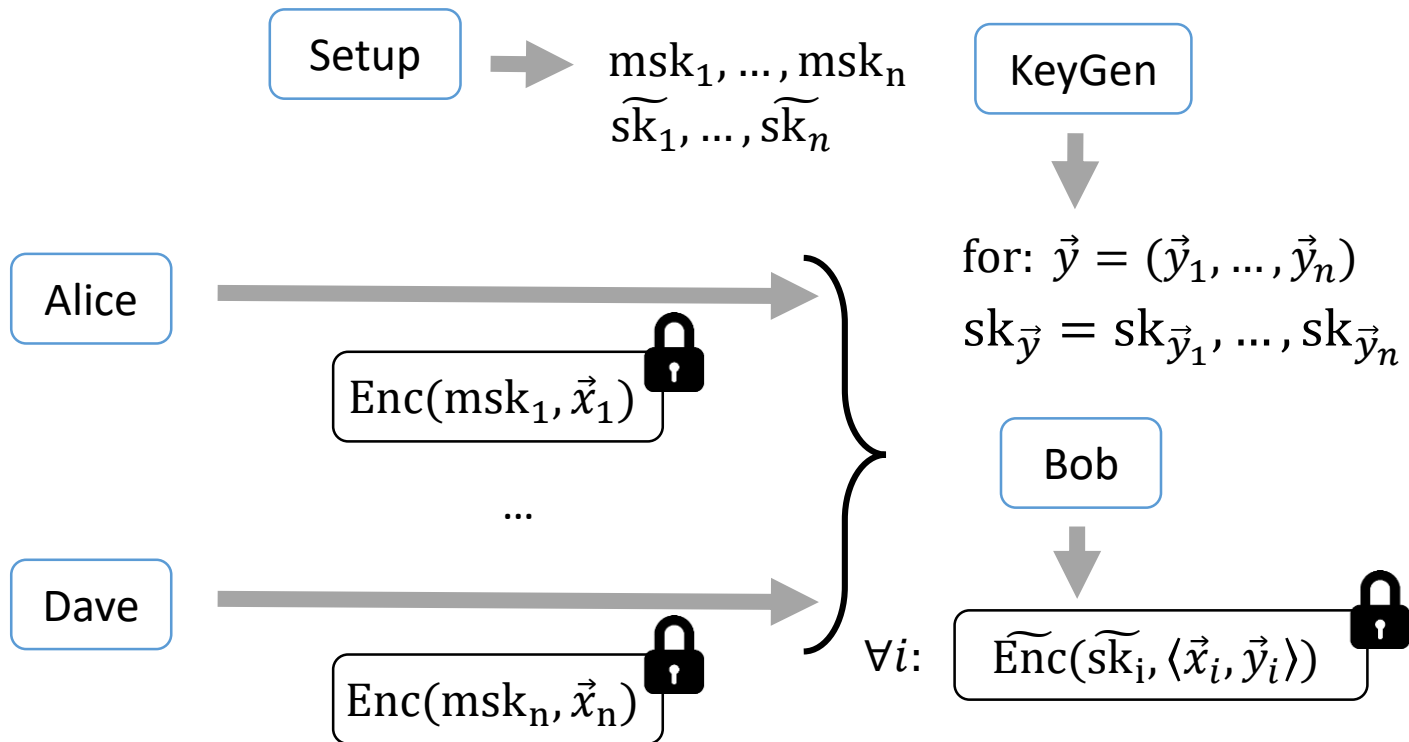 Setup
msk₁, … , mskₙ
s͠k₁, … , s͠kₙ
KeyGen
for: y⃗ = (y⃗₁, … , y⃗ₙ)
sk_y⃗ = sk_y⃗₁, … , sk_y⃗ₙ
Alice
Enc(msk₁, x⃗₁)
...
Bob
Dave
Enc(mskₙ, x⃗ₙ)
∀i: E͠nc(s͠kᵢ, ⟨x⃗ᵢ, y⃗ᵢ⟩)